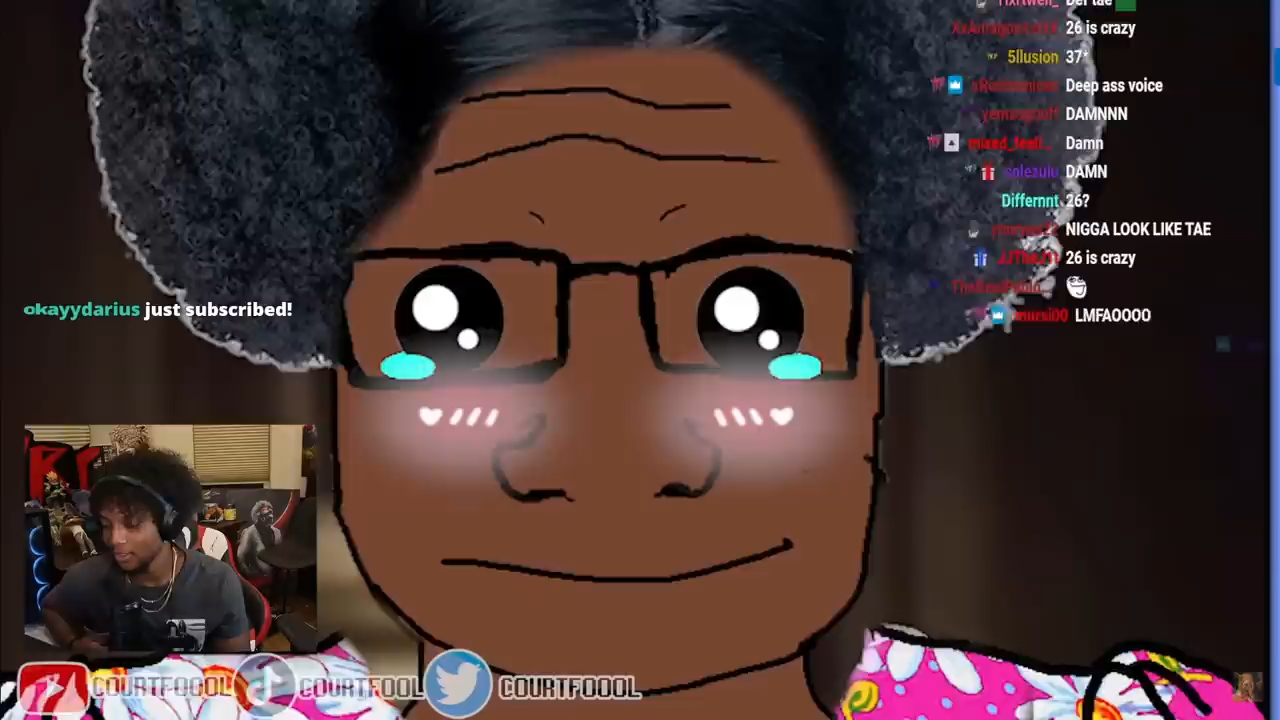 26 is crazy
5llusion 37*
Deep ass voice
DAMNNN
Damn
solezulu DAMN
Differnnt 26?
NIGGA LOOK LIKE TAE
26 is crazy
LMFAOOOO
okayydarius just subscribed!
COURTFOOOL COURTFOOL COURTFOOOL